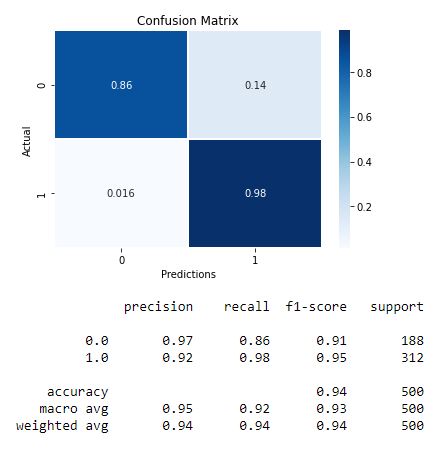 Confusion Matrix
0.86 0.14
0.016 0.98
0
1
Actual
0 1
Predictions
0.8
0.6
0.4
0.2
precision recall f1-score support
0.0 0.97 0.86 0.91 188
1.0 0.92 0.98 0.95 312
accuracy 0.94 500
macro avg 0.95 0.92 0.93 500
weighted avg 0.94 0.94 0.94 500